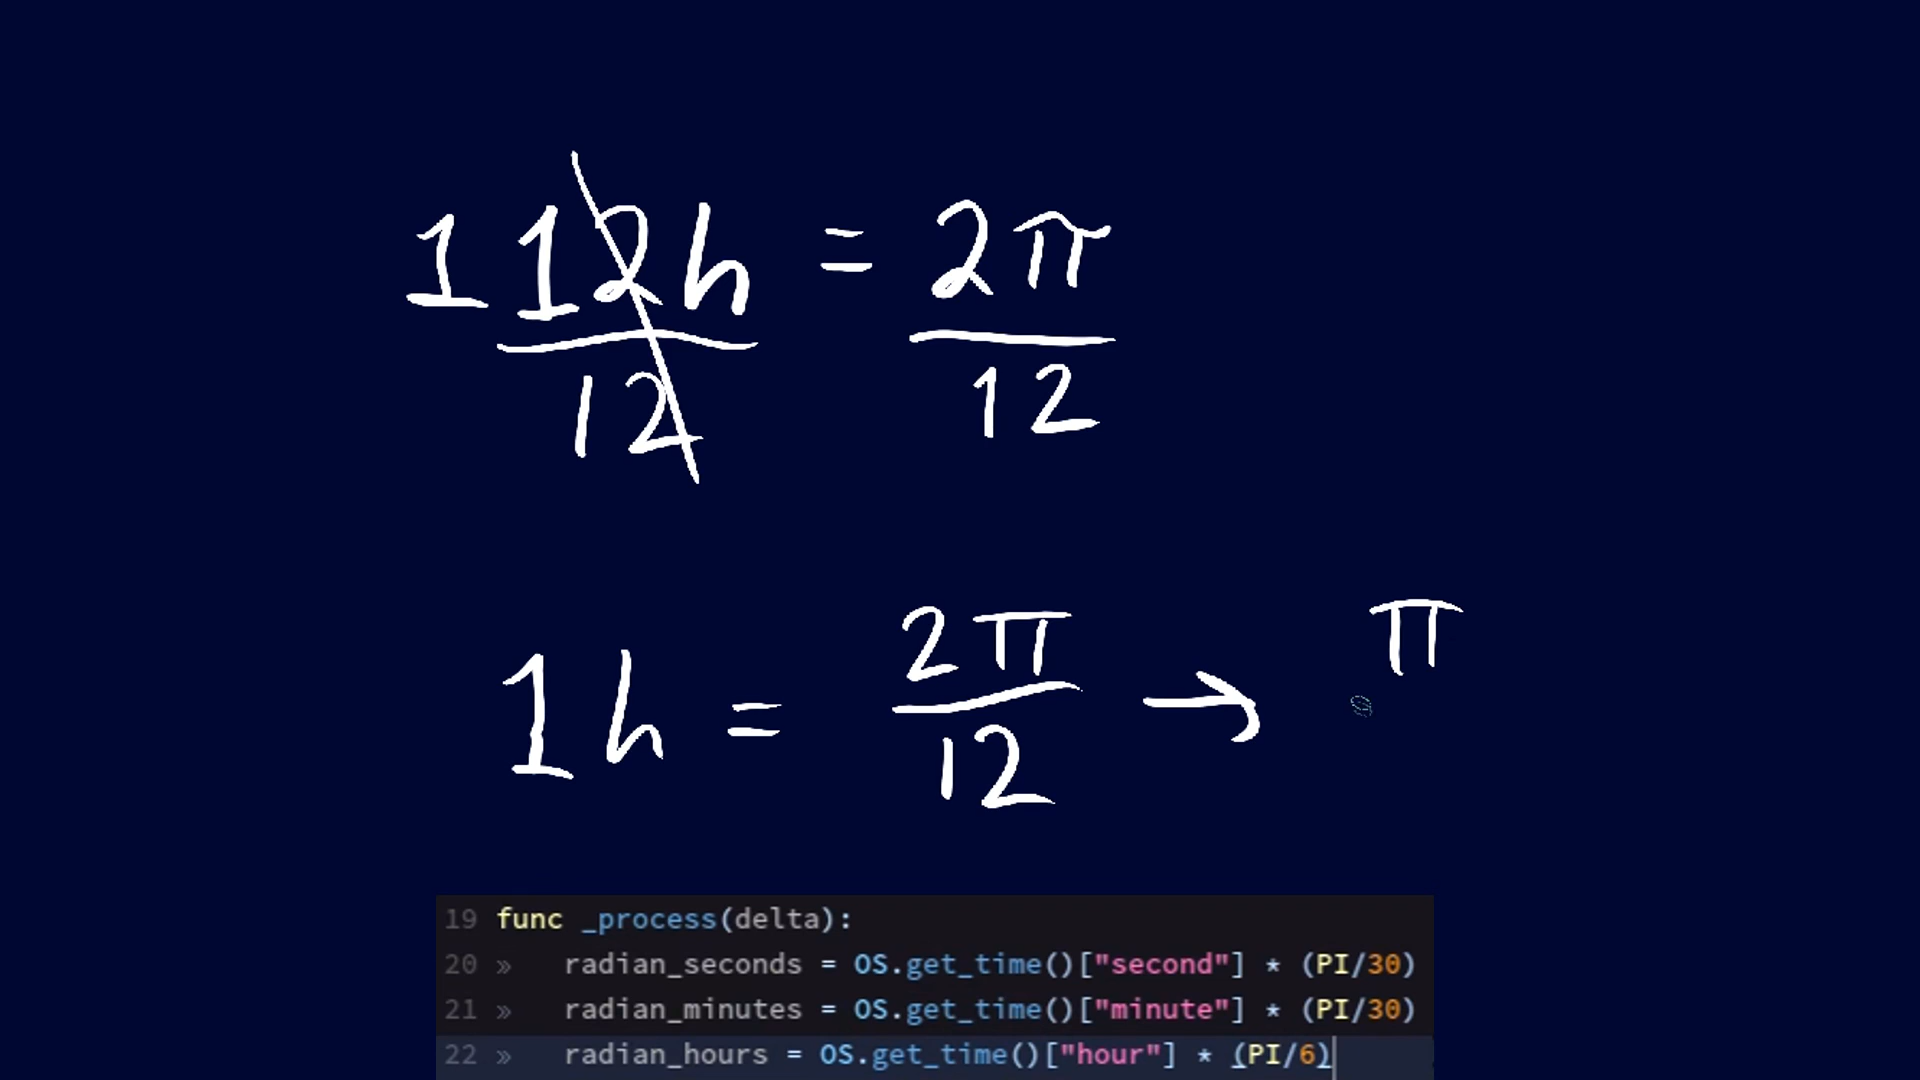 1 12h = 2π
12 12
1h = 2π → π
12
19 func _process(delta):
20 » radian_seconds = OS.get_time()["second"] * (PI/30)
21 » radian_minutes = OS.get_time()["minute"] * (PI/30)
22 » radian_hours = OS.get_time()["hour"] * (PI/6)